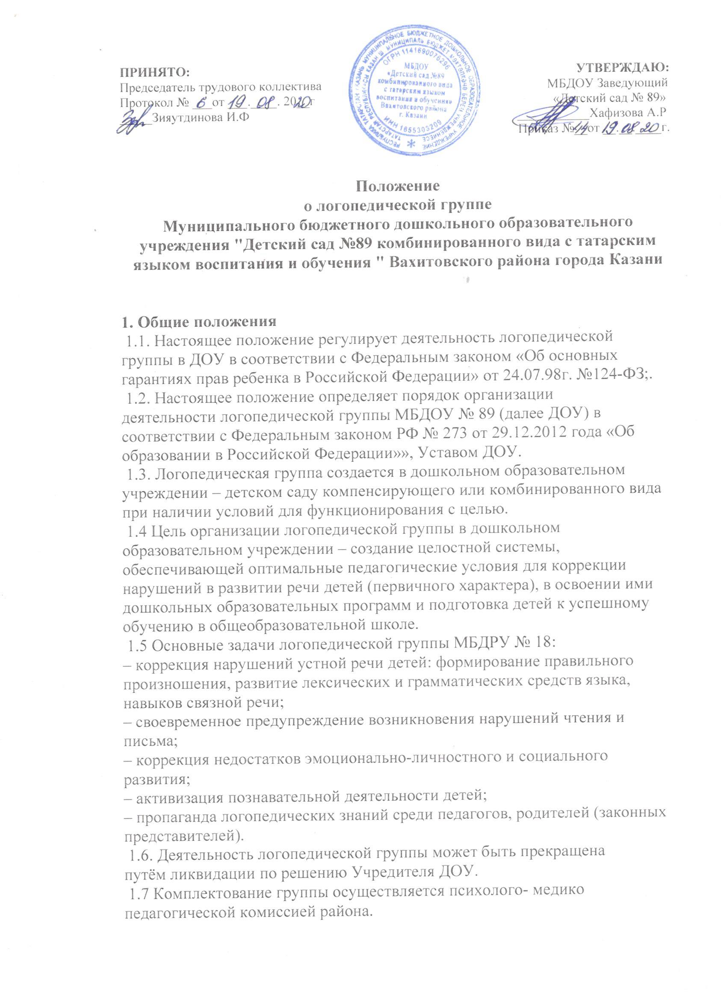 ПРИНЯТО:
Председатель трудового коллектива
Протокол № 6 от 19 . 08 . 2020г
Зияутдинова И.Ф
РЕСПУБЛИКА ТАТАРСТАН Г.КАЗАНЬ МУНИЦИПАЛЬНОЕ БЮДЖЕТНОЕ ДОШКОЛЬНОЕ ОБРАЗОВАТЕЛЬНОЕ УЧРЕЖДЕНИЕ
ОГРН 1141690076296
МБДОУ
«Детский сад №89
комбинированного вида
с татарским языком
воспитания и обучения»
Вахитовского района
г. Казани
ИНН 1655303209
УТВЕРЖДАЮ:
МБДОУ Заведующий
«Детский сад № 89»
Хафизова А.Р
Приказ №14 от 19.08.20 г.
Положение
о логопедической группе
Муниципального бюджетного дошкольного образовательного
учреждения "Детский сад №89 комбинированного вида с татарским
языком воспитания и обучения " Вахитовского района города Казани
1. Общие положения
1.1. Настоящее положение регулирует деятельность логопедической
группы в ДОУ в соответствии с Федеральным законом «Об основных
гарантиях прав ребенка в Российской Федерации» от 24.07.98г. №124-ФЗ;.
1.2. Настоящее положение определяет порядок организации
деятельности логопедической группы МБДОУ № 89 (далее ДОУ) в
соответствии с Федеральным законом РФ № 273 от 29.12.2012 года «Об
образовании в Российской Федерации»», Уставом ДОУ.
1.3. Логопедическая группа создается в дошкольном образовательном
учреждении – детском саду компенсирующего или комбинированного вида
при наличии условий для функционирования с целью.
1.4 Цель организации логопедической группы в дошкольном
образовательном учреждении – создание целостной системы,
обеспечивающей оптимальные педагогические условия для коррекции
нарушений в развитии речи детей (первичного характера), в освоении ими
дошкольных образовательных программ и подготовка детей к успешному
обучению в общеобразовательной школе.
1.5 Основные задачи логопедической группы МБДРУ № 18:
– коррекция нарушений устной речи детей: формирование правильного
произношения, развитие лексических и грамматических средств языка,
навыков связной речи;
– своевременное предупреждение возникновения нарушений чтения и
письма;
– коррекция недостатков эмоционально-личностного и социального
развития;
– активизация познавательной деятельности детей;
– пропаганда логопедических знаний среди педагогов, родителей (законных
представителей).
1.6. Деятельность логопедической группы может быть прекращена
путём ликвидации по решению Учредителя ДОУ.
1.7 Комплектование группы осуществляется психолого- медико
педагогической комиссией района.